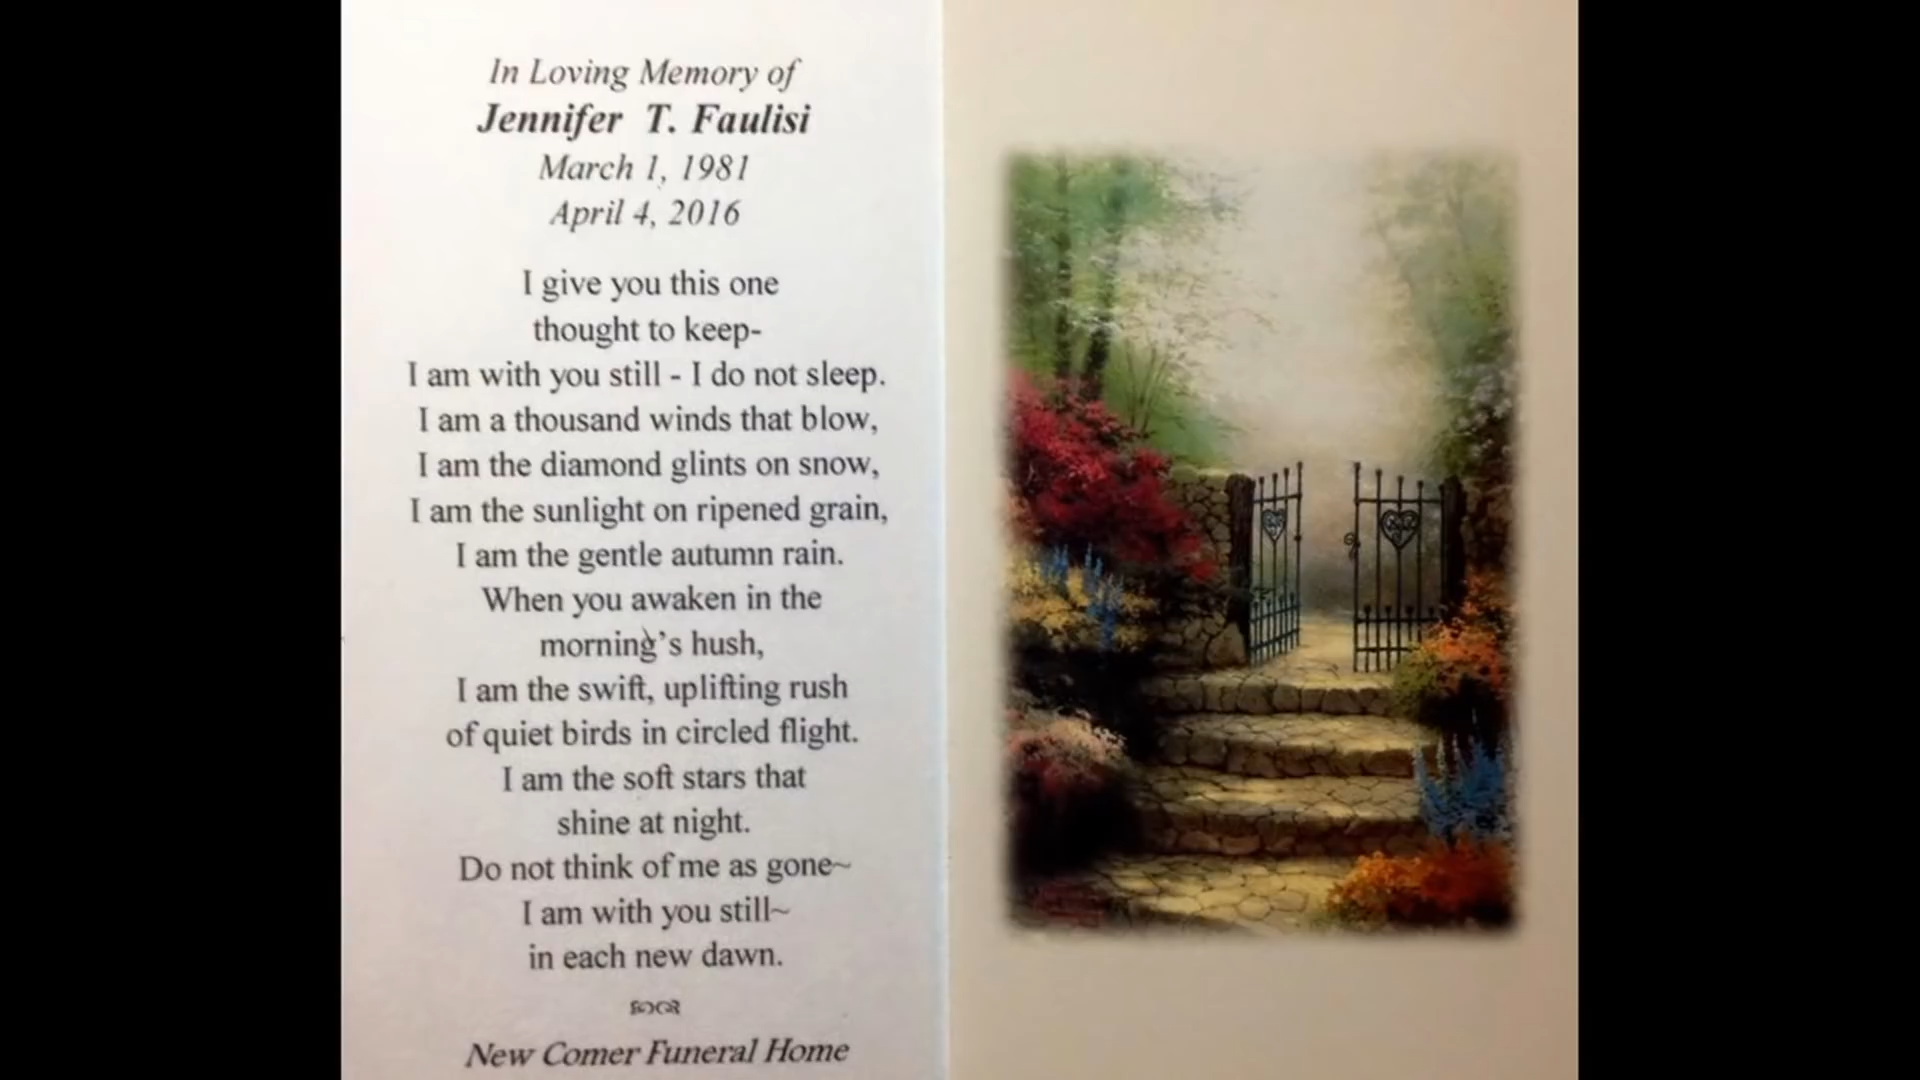 In Loving Memory of
Jennifer T. Faulisi
March 1, 1981
April 4, 2016
I give you this one
thought to keep-
I am with you still - I do not sleep.
I am a thousand winds that blow,
I am the diamond glints on snow,
I am the sunlight on ripened grain,
I am the gentle autumn rain.
When you awaken in the
morning's hush,
I am the swift, uplifting rush
of quiet birds in circled flight.
I am the soft stars that
shine at night.
Do not think of me as gone~
I am with you still~
in each new dawn.
New Comer Funeral Home